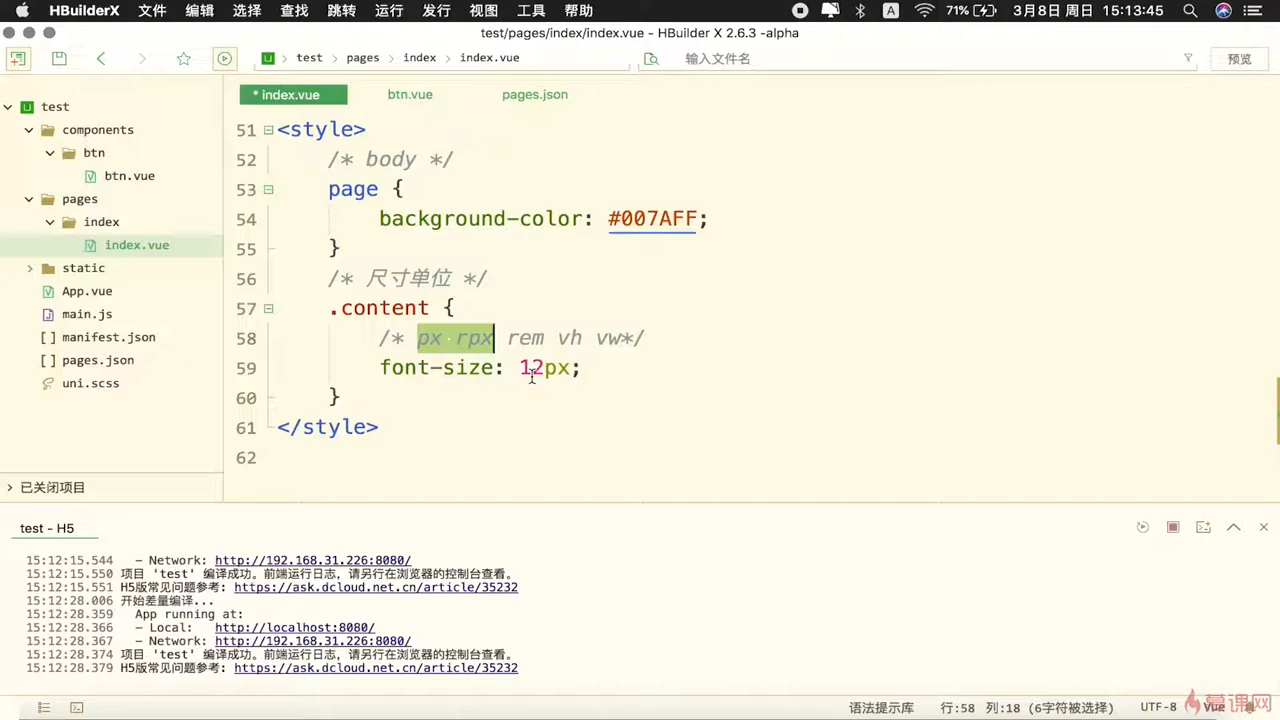 HBuilderX 文件 编辑 选择 查找 跳转 运行 发行 视图 工具 帮助 A 71% 3月8日 周日 15:13:45
test/pages/index/index.vue - HBuilder X 2.6.3 -alpha
test pages index index.vue 输入文件名 预览
test
components
btn
btn.vue
pages
index
index.vue
static
App.vue
main.js
[ ] manifest.json
[ ] pages.json
uni.scss
已关闭项目
* index.vue btn.vue pages.json
51 <style>
52 /* body */
53 page {
54 background-color: #007AFF;
55 }
56 /* 尺寸单位 */
57 .content {
58 /* px rpx rem vh vw*/
59 font-size: 12px;
60 }
61 </style>
62
test - H5
15:12:15.544 - Network: http://192.168.31.226:8080/
15:12:15.550 项目 'test' 编译成功。前端运行日志，请另行在浏览器的控制台查看。
15:12:15.551 H5版常见问题参考: https://ask.dcloud.net.cn/article/35232
15:12:28.006 开始差量编译...
15:12:28.359 App running at:
15:12:28.366 - Local: http://localhost:8080/
15:12:28.367 - Network: http://192.168.31.226:8080/
15:12:28.374 项目 'test' 编译成功。前端运行日志，请另行在浏览器的控制台查看。
15:12:28.379 H5版常见问题参考: https://ask.dcloud.net.cn/article/35232
语法提示库 行:58 列:18 (6字符被选择) UTF-8 Vue
慕课网